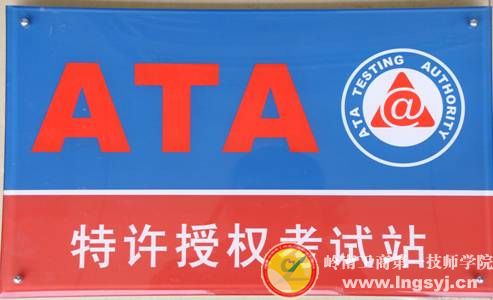 ATA
ATA TESTING AUTHORITY
@
特许授权考试站
www.lngsyj.cn